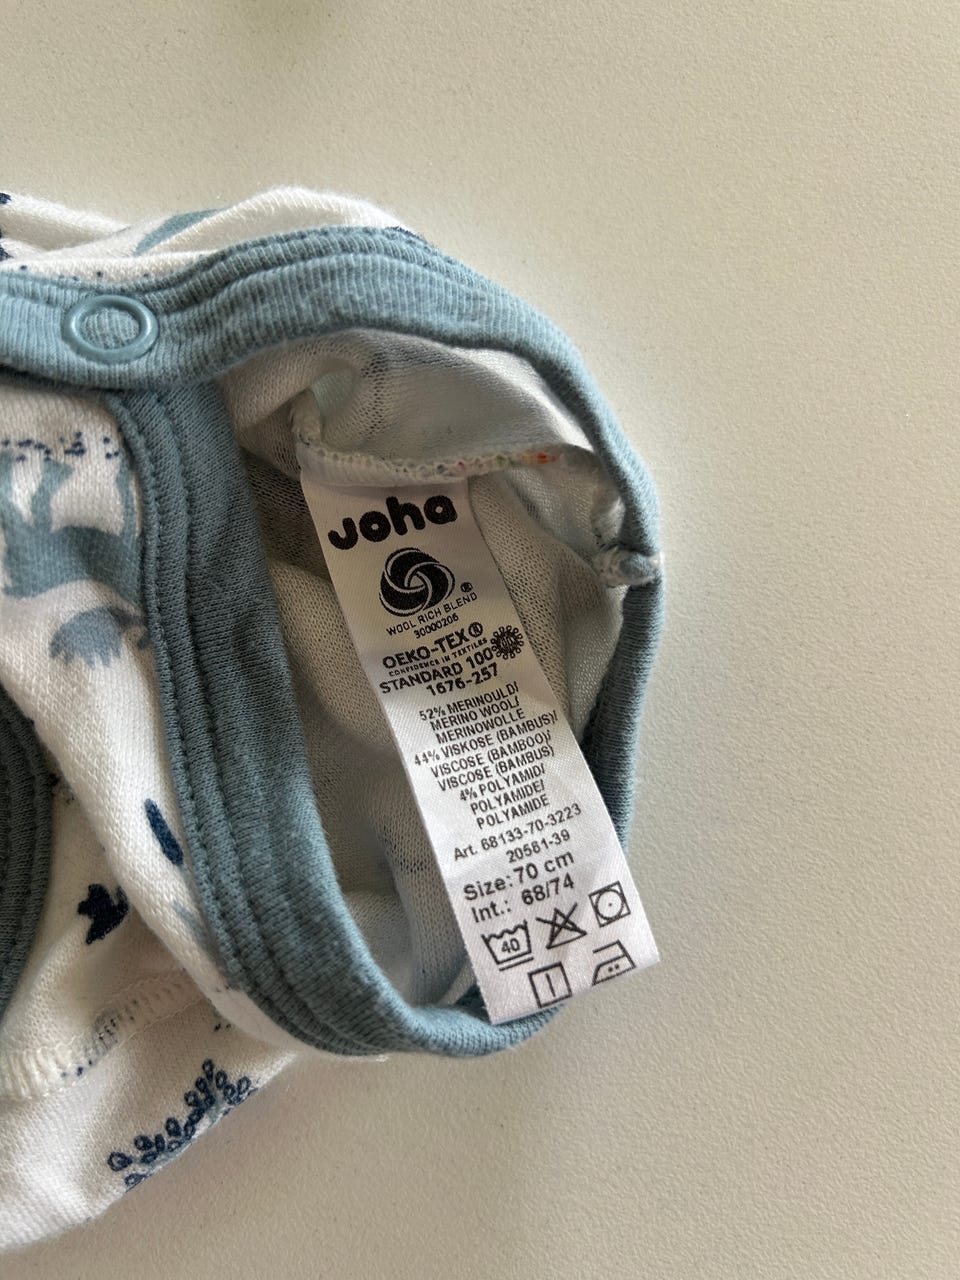 Joha
WOOL RICH BLEND ®
30000206
OEKO-TEX®
CONFIDENCE IN TEXTILES
STANDARD 100
1676-257
52% MERINOULD/
MERINO WOOL/
MERINOWOLLE
44% VISKOSE (BAMBUS)/
VISCOSE (BAMBOO)/
VISCOSE (BAMBUS)
4% POLYAMID/
POLYAMIDE/
POLYAMIDE
Art. 68133-70-3223
20581-39
Size: 70 cm
Int.: 68/74
40